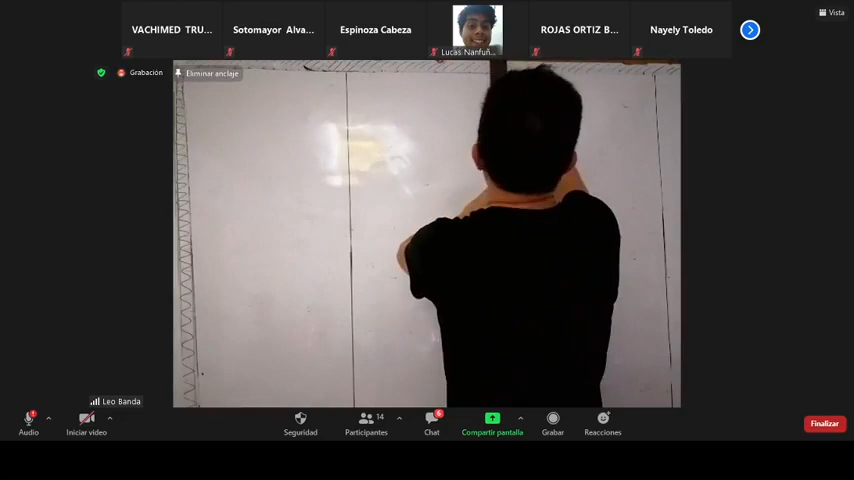 VACHIMED TRU...
Sotomayor Alva...
Espinoza Cabeza
Lucas Nanfuñ...
ROJAS ORTIZ B...
Nayely Toledo
Vista
Grabación
Eliminar anclaje
Leo Banda
Audio
Iniciar video
Seguridad
14
Participantes
6
Chat
Compartir pantalla
Grabar
Reacciones
Finalizar